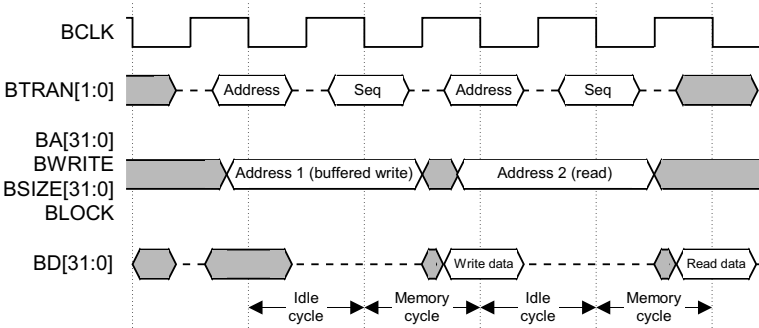 BCLK
BTRAN[1:0]
Address
Seq
Address
Seq
BA[31:0]
BWRITE
BSIZE[31:0]
BLOCK
Address 1 (buffered write)
Address 2 (read)
BD[31:0]
Write data
Read data
Idle
cycle
Memory
cycle
Idle
cycle
Memory
cycle